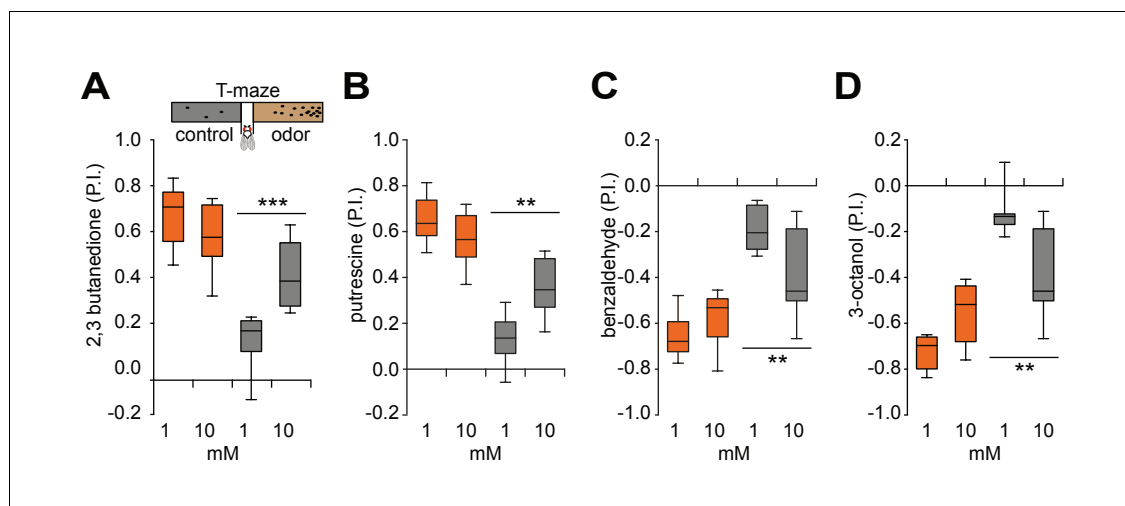 A
T-maze
control
odor
2,3 butanedione (P.I.)
1.0
0.8
0.6
0.4
0.2
0.0
-0.2
***
1 10 1 10
mM
B
putrescine (P.I.)
1.0
0.8
0.6
0.4
0.2
0.0
-0.2
**
1 10 1 10
mM
C
benzaldehyde (P.I.)
0.0
-0.2
-0.4
-0.6
-0.8
-1.0
**
1 10 1 10
mM
D
3-octanol (P.I.)
0.0
-0.2
-0.4
-0.6
-0.8
-1.0
**
1 10 1 10
mM